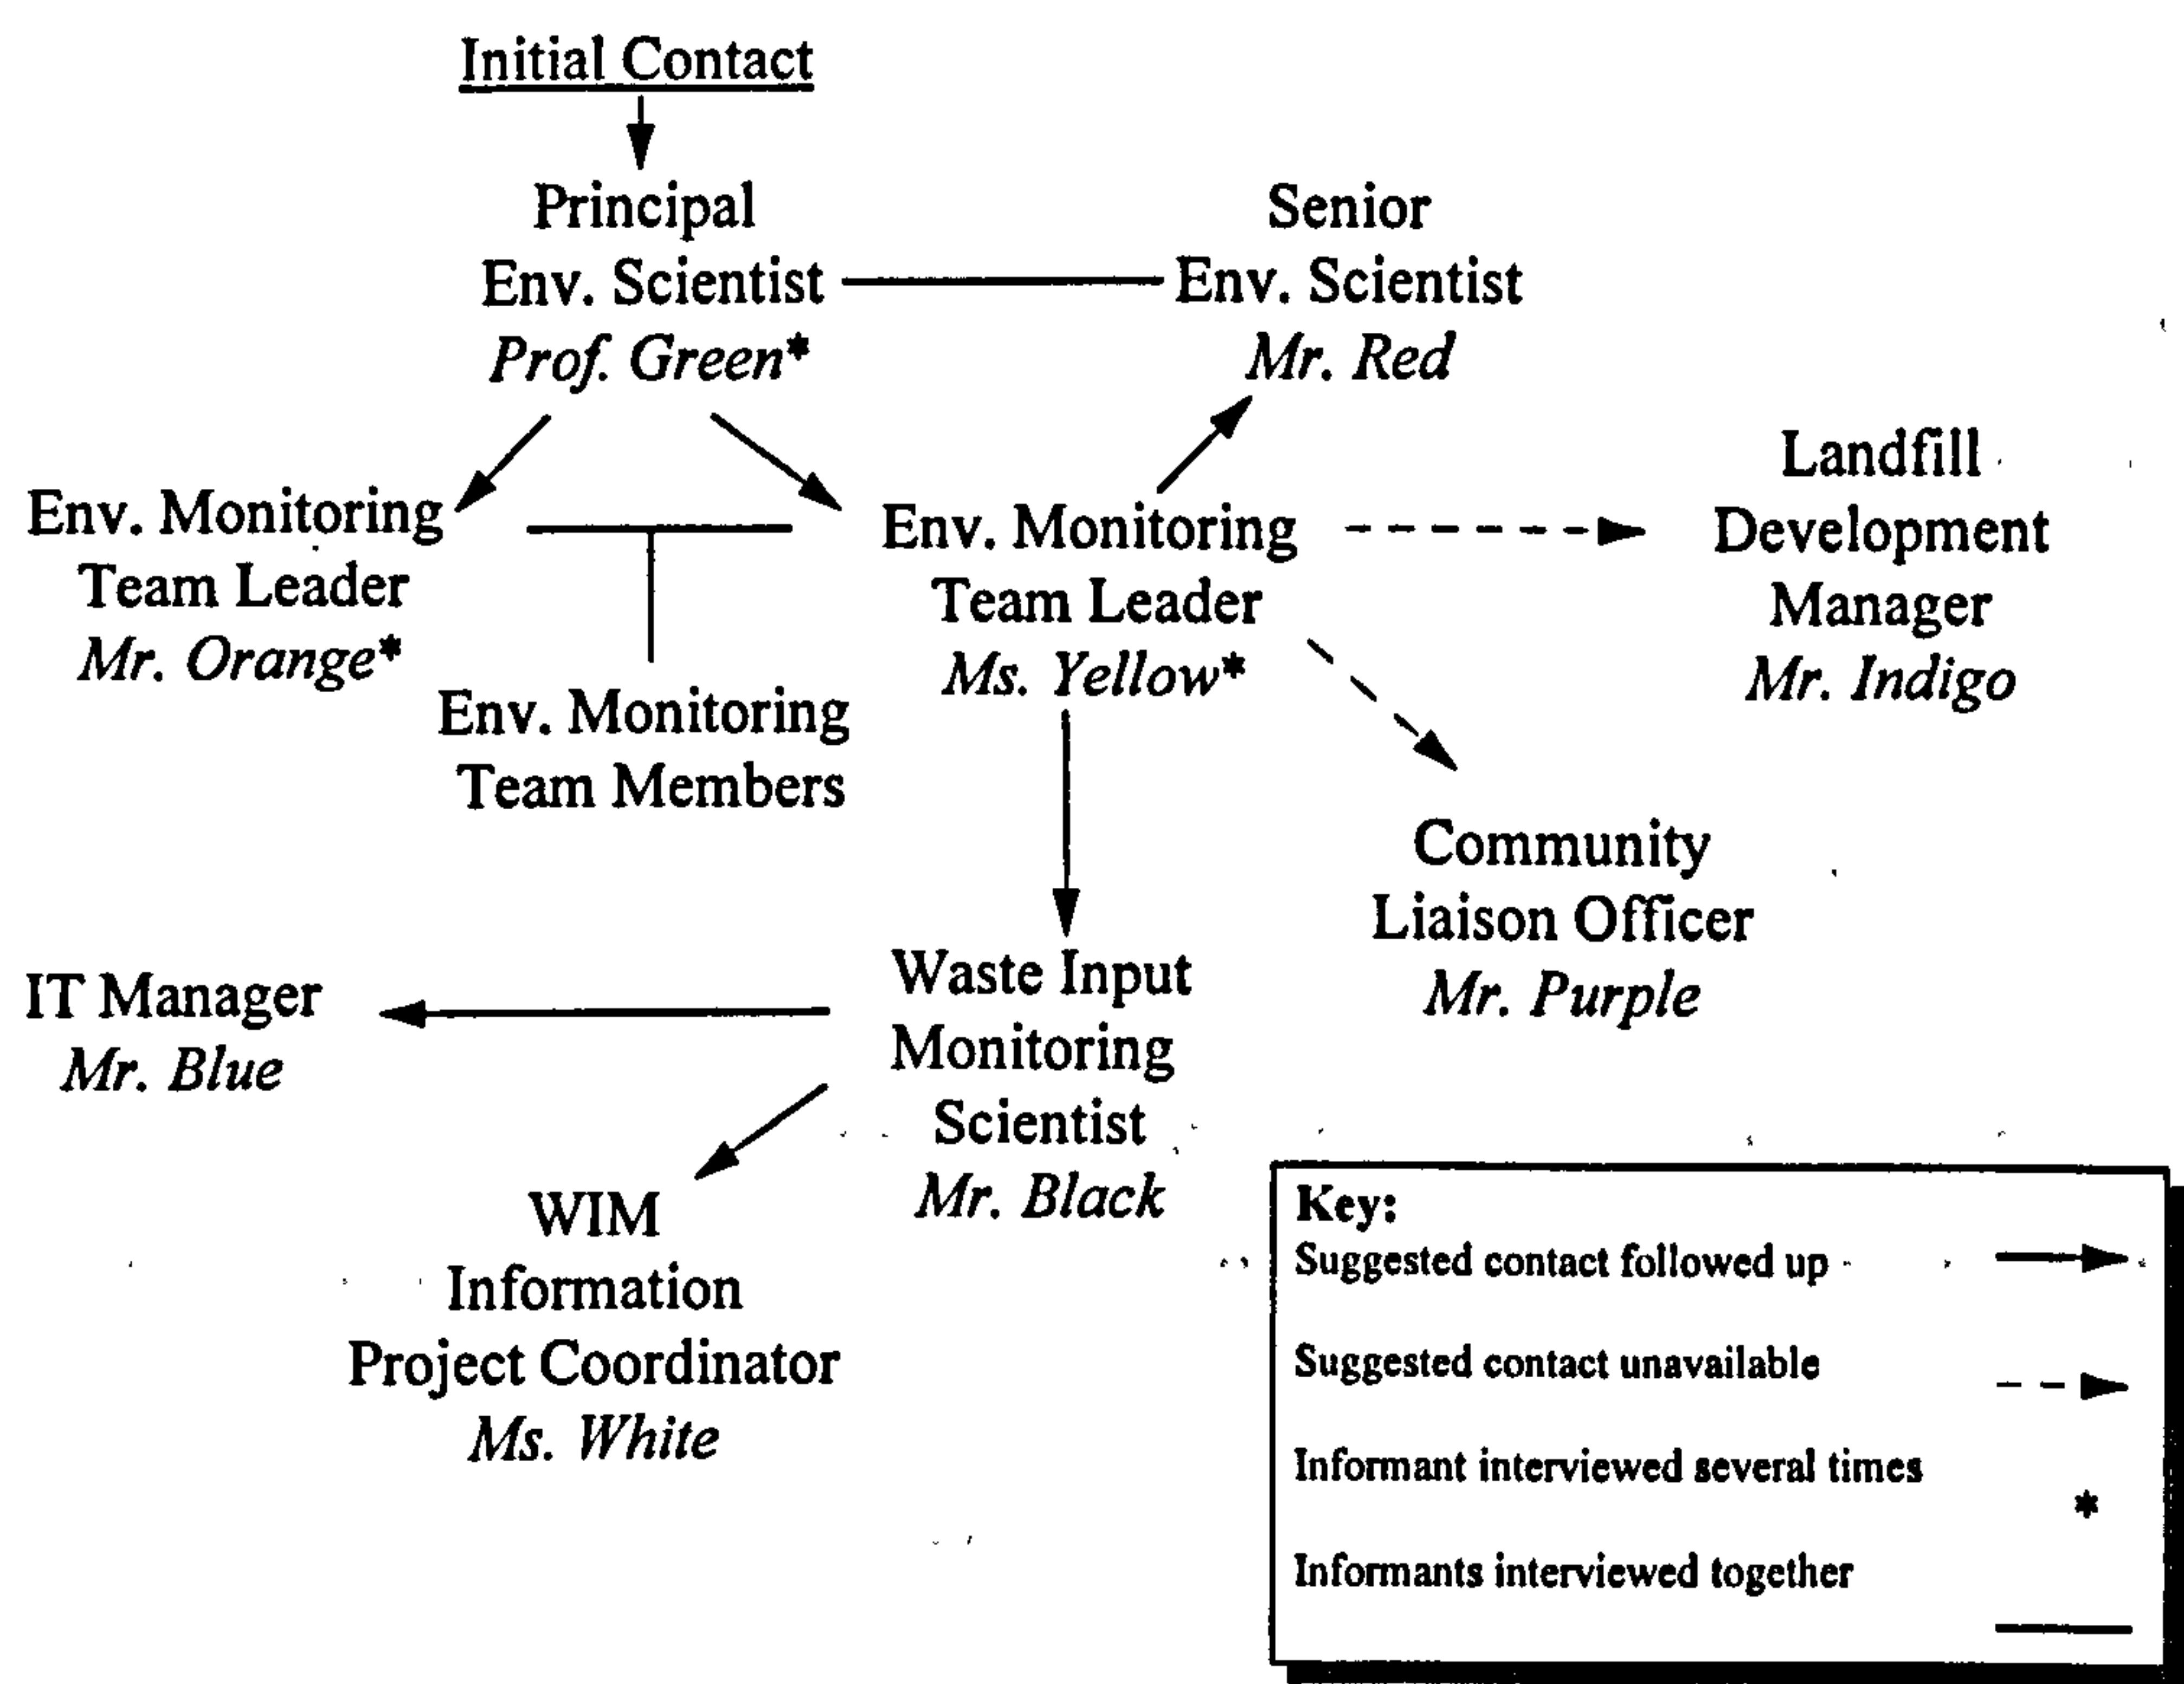 Initial Contact
Principal
Env. Scientist
Prof. Green*
Senior
Env. Scientist
Mr. Red
Env. Monitoring
Team Leader
Mr. Orange*
Env. Monitoring
Team Members
Env. Monitoring
Team Leader
Ms. Yellow*
Landfill
Development
Manager
Mr. Indigo
Community
Liaison Officer
Mr. Purple
IT Manager
Mr. Blue
Waste Input
Monitoring
Scientist
Mr. Black
WIM
Information
Project Coordinator
Ms. White
Key:
Suggested contact followed up
Suggested contact unavailable
Informant interviewed several times
*
Informants interviewed together